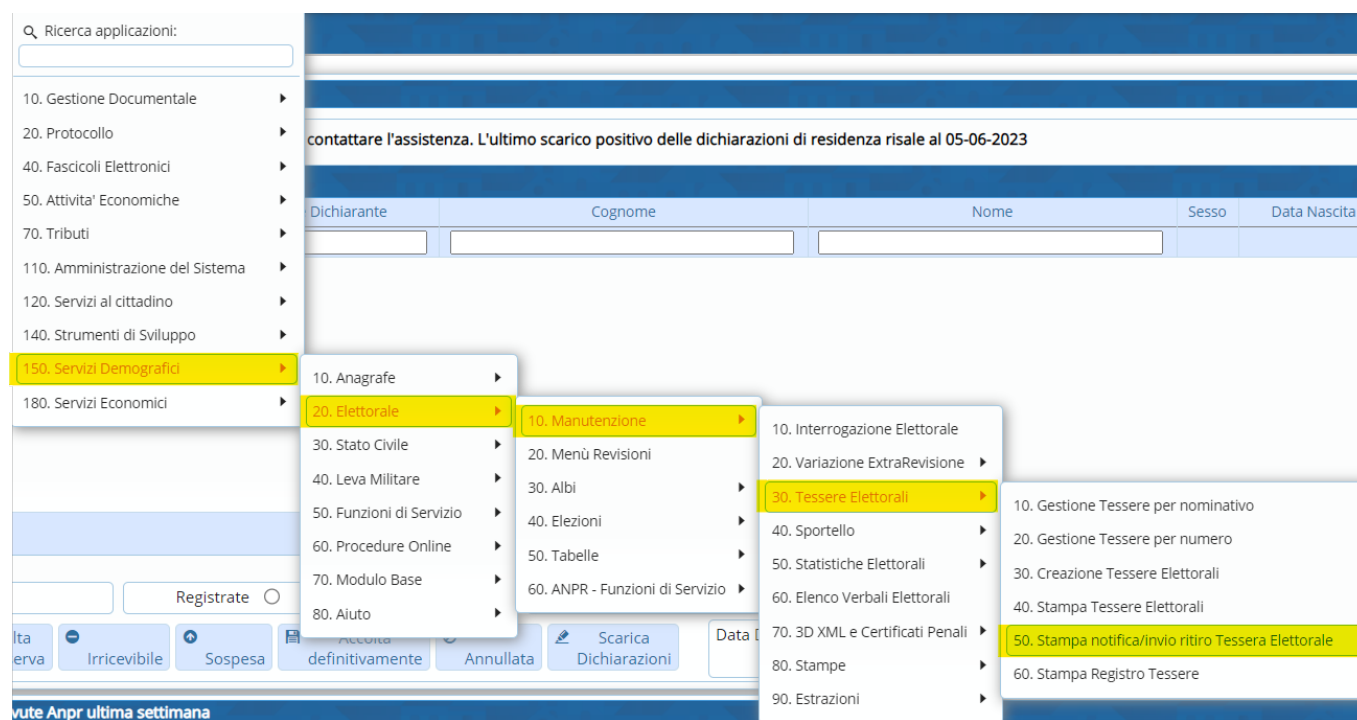 Ricerca applicazioni:
10. Gestione Documentale
20. Protocollo
40. Fascicoli Elettronici
50. Attivita' Economiche
70. Tributi
110. Amministrazione del Sistema
120. Servizi al cittadino
140. Strumenti di Sviluppo
150. Servizi Demografici
180. Servizi Economici
contattare l'assistenza. L'ultimo scarico positivo delle dichiarazioni di residenza risale al 05-06-2023
Dichiarante Cognome Nome Sesso Data Nascita
10. Anagrafe
20. Elettorale
30. Stato Civile
40. Leva Militare
50. Funzioni di Servizio
60. Procedure Online
70. Modulo Base
80. Aiuto
10. Manutenzione
20. Menù Revisioni
30. Albi
40. Elezioni
50. Tabelle
60. ANPR - Funzioni di Servizio
10. Interrogazione Elettorale
20. Variazione ExtraRevisione
30. Tessere Elettorali
40. Sportello
50. Statistiche Elettorali
60. Elenco Verbali Elettorali
70. 3D XML e Certificati Penali
80. Stampe
90. Estrazioni
10. Gestione Tessere per nominativo
20. Gestione Tessere per numero
30. Creazione Tessere Elettorali
40. Stampa Tessere Elettorali
50. Stampa notifica/invio ritiro Tessera Elettorale
60. Stampa Registro Tessere
Registrate
Irricevibile
Sospesa
definitivamente
Annullata
Scarica
Dichiarazioni
Data
vute Anpr ultima settimana